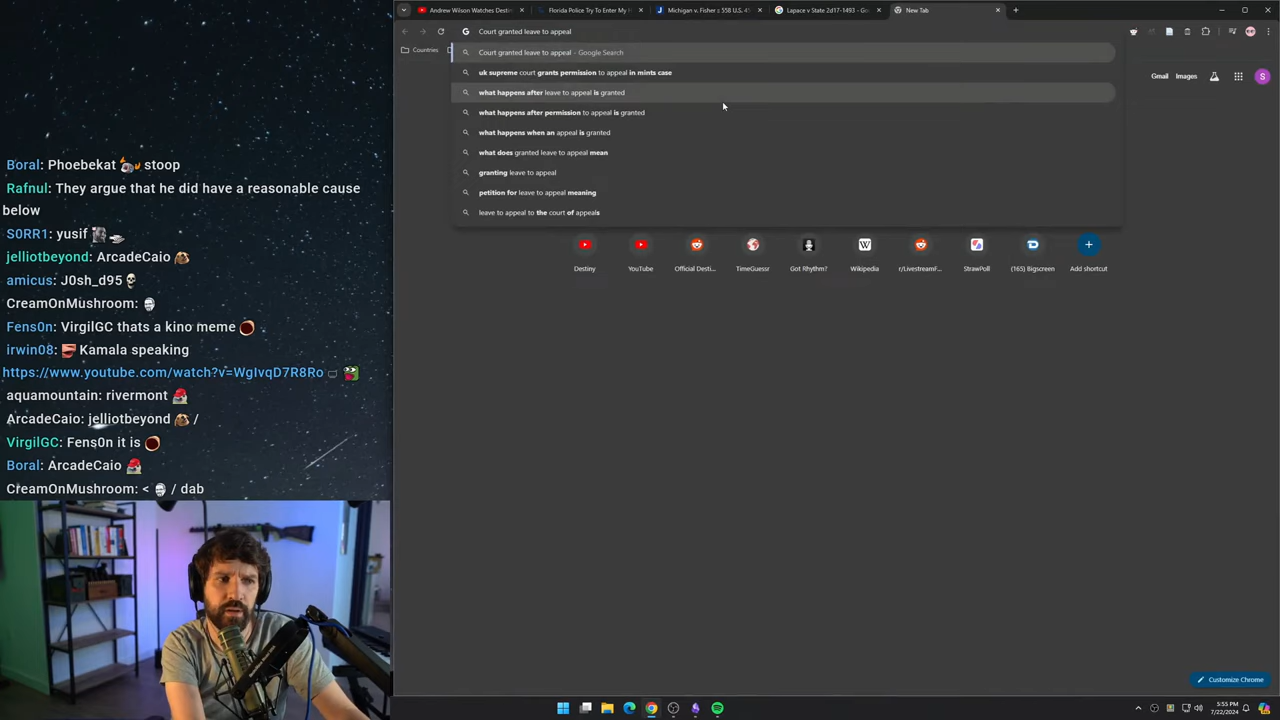 Andrew Wilson Watches Desti
Florida Police Try To Enter My H
Michigan v. Fisher :: 558 U.S. 45
Lapace v State 2d17-1493 - Go
New Tab
Court granted leave to appeal
Countries
Court granted leave to appeal - Google Search
uk supreme court grants permission to appeal in mints case
what happens after leave to appeal is granted
what happens after permission to appeal is granted
what happens when an appeal is granted
what does granted leave to appeal mean
granting leave to appeal
petition for leave to appeal meaning
leave to appeal to the court of appeals
Gmail Images
S
Destiny
YouTube
Official Desti...
TimeGuessr
Got Rhythm?
Wikipedia
r/LivestreamF...
StrawPoll
(165) Bigscreen
Add shortcut
Boral: Phoebekat stoop
Rafnul: They argue that he did have a reasonable cause
below
S0RR1: yusif
jelliotbeyond: ArcadeCaio
amicus: J0sh_d95
CreamOnMushroom:
Fens0n: VirgilGC thats a kino meme
irwin08: Kamala speaking
https://www.youtube.com/watch?v=WgIvqD7R8Ro
aquamountain: rivermont
ArcadeCaio: jelliotbeyond /
VirgilGC: Fens0n it is
Boral: ArcadeCaio
CreamOnMushroom: < / dab
Customize Chrome
5:55 PM
7/22/2024